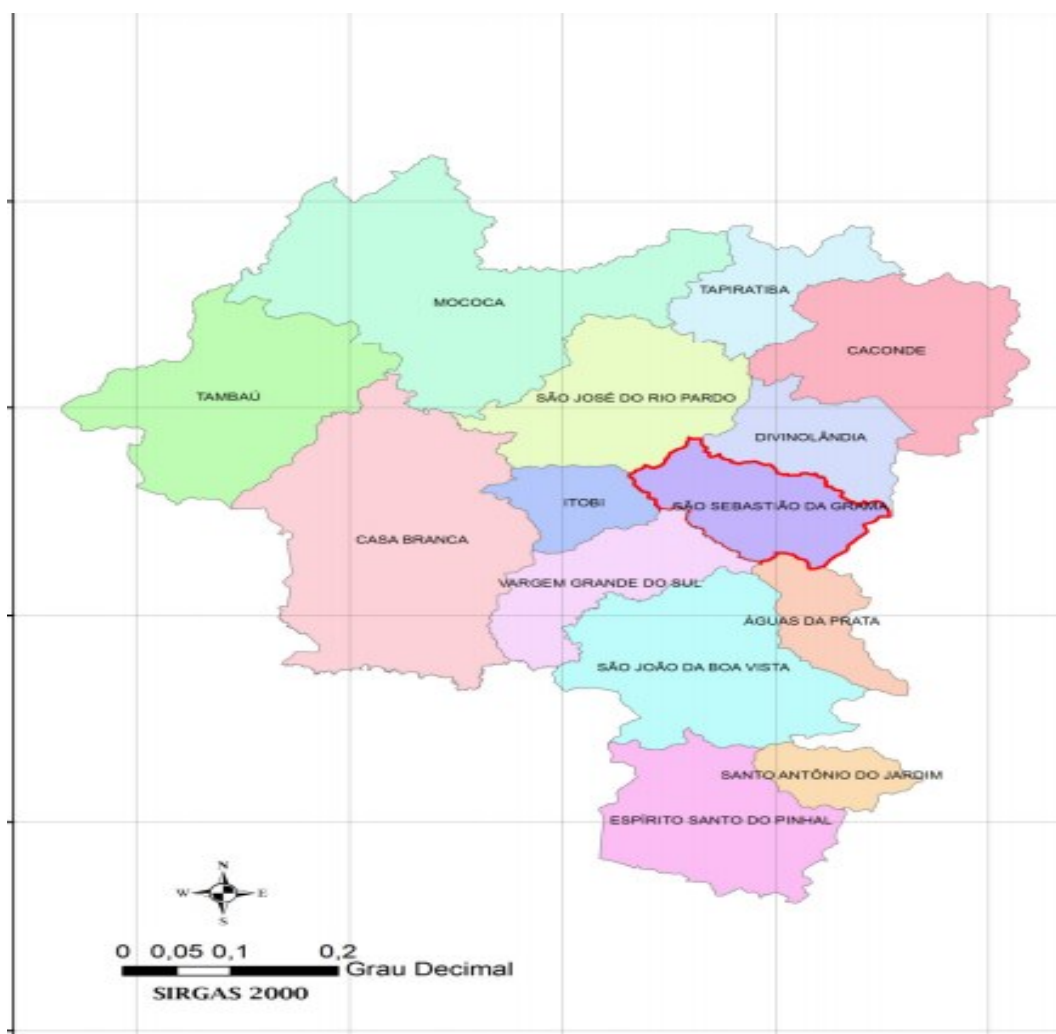 TAPIRATIBA
MOCOCA
CACONDE
TAMBAÚ
SÃO JOSÉ DO RIO PARDO
DIVINOLÂNDIA
ITOBI
SÃO SEBASTIÃO DA GRAMA
CASA BRANCA
VARGEM GRANDE DO SUL
ÁGUAS DA PRATA
SÃO JOÃO DA BOA VISTA
SANTO ANTÔNIO DO JARDIM
ESPÍRITO SANTO DO PINHAL
N
W E
S
0 0,05 0,1 0,2
Grau Decimal
SIRGAS 2000